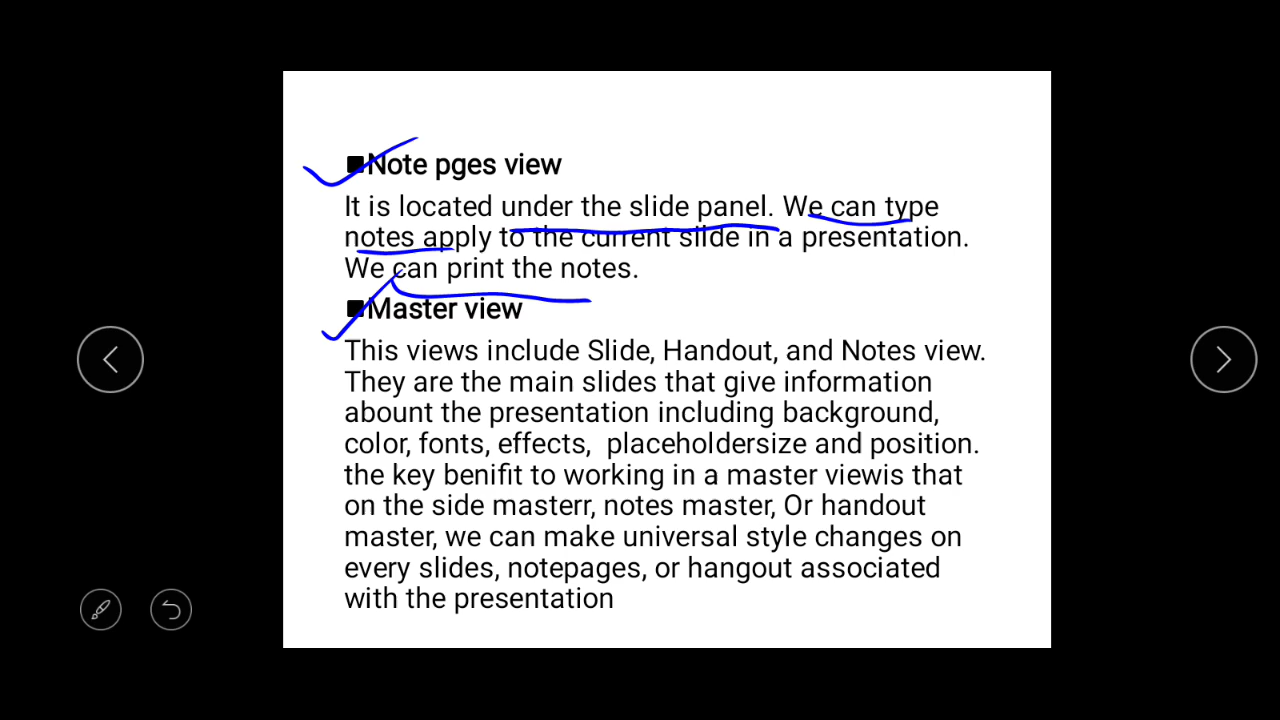 ■Note pges view
It is located under the slide panel. We can type
notes apply to the current slide in a presentation.
We can print the notes.
■Master view
This views include Slide, Handout, and Notes view.
They are the main slides that give information
abount the presentation including background,
color, fonts, effects,  placeholdersize and position.
the key benifit to working in a master viewis that
on the side masterr, notes master, Or handout
master, we can make universal style changes on
every slides, notepages, or hangout associated
with the presentation